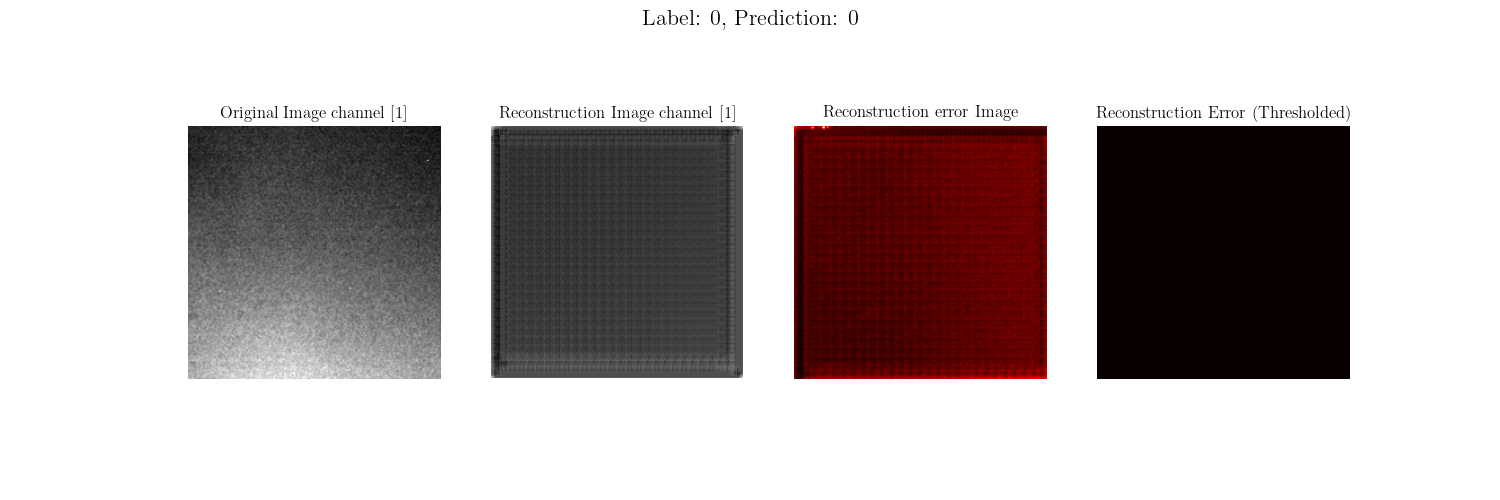 Label: 0, Prediction: 0
Original Image channel [1]
Reconstruction Image channel [1]
Reconstruction error Image
Reconstruction Error (Thresholded)